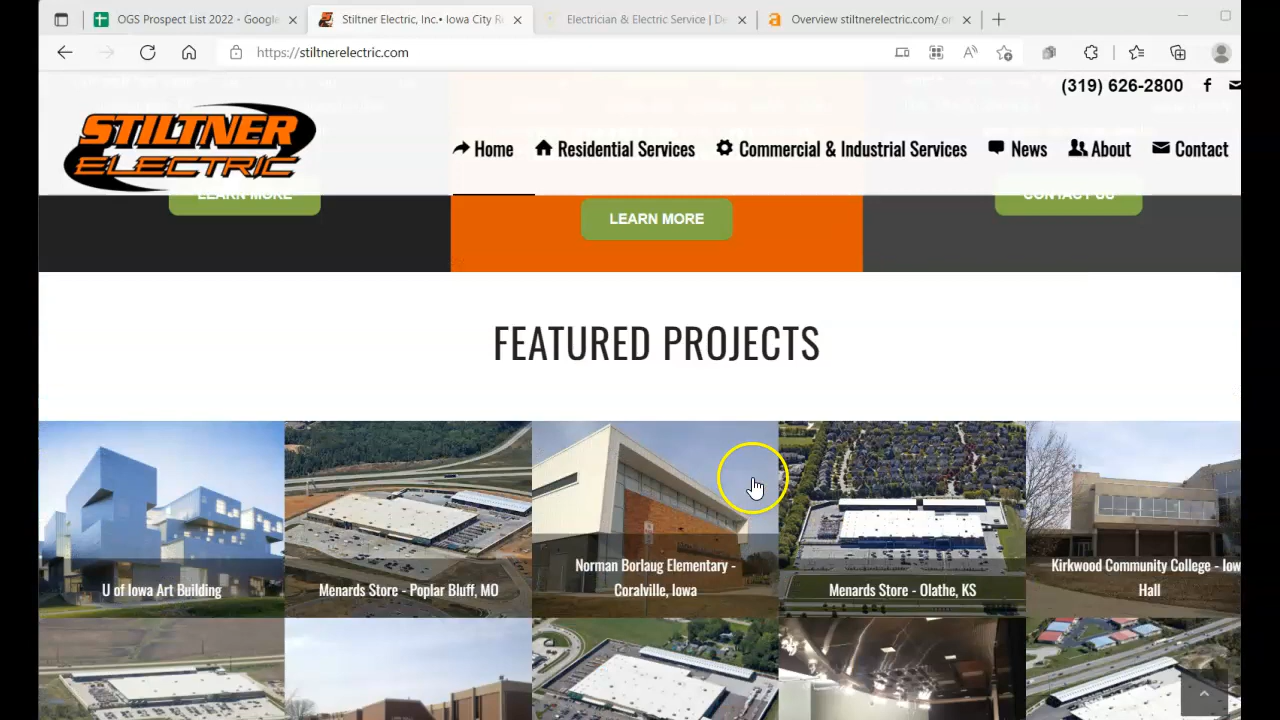 OGS Prospect List 2022 - Google
Stiltner Electric, Inc.• Iowa City R
Electrician & Electric Service | De
Overview stiltnerelectric.com/ or
https://stiltnerelectric.com
(319) 626-2800
STILTNER
ELECTRIC
Home
Residential Services
Commercial & Industrial Services
News
About
Contact
LEARN MORE
LEARN MORE
CONTACT US
FEATURED PROJECTS
U of Iowa Art Building
Menards Store - Poplar Bluff, MO
Norman Borlaug Elementary -
Coralville, Iowa
Menards Store - Olathe, KS
Kirkwood Community College - Iow
Hall